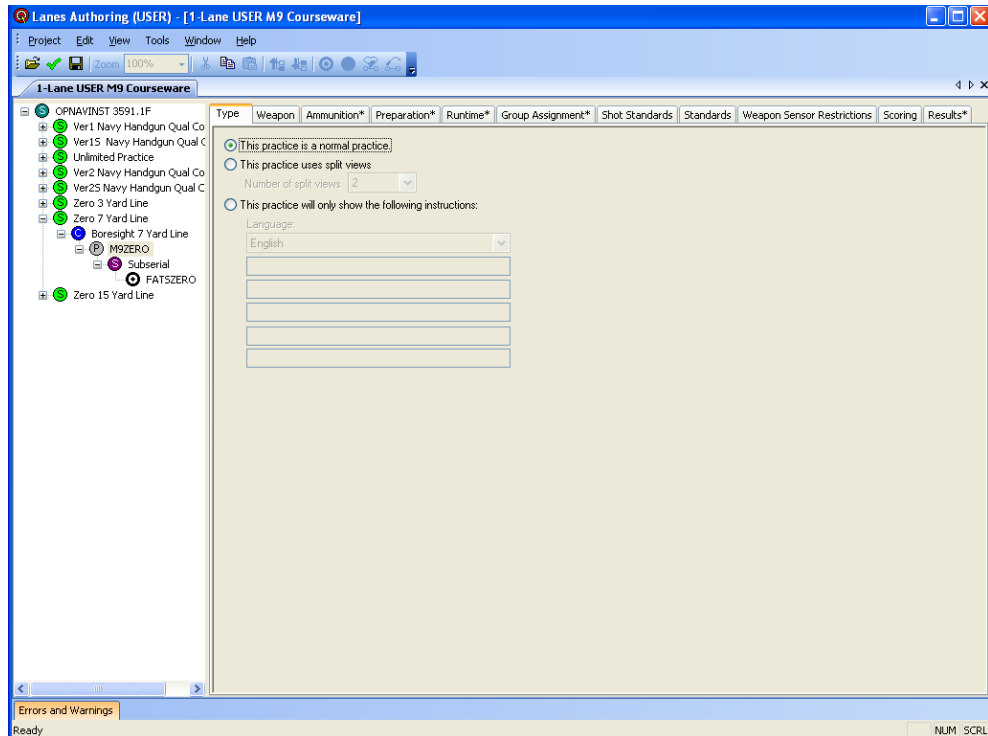 Lanes Authoring (USER) - [1-Lane USER M9 Courseware]
Project Edit View Tools Window Help
Zoom 100%
1-Lane USER M9 Courseware
OPNAVINST 3591.1F
Ver1 Navy Handgun Qual Co
Ver1S Navy Handgun Qual C
Unlimited Practice
Ver2 Navy Handgun Qual Co
Ver2S Navy Handgun Qual C
Zero 3 Yard Line
Zero 7 Yard Line
Boresight 7 Yard Line
M9ZERO
Subserial
FATSZERO
Zero 15 Yard Line
Type Weapon Ammunition* Preparation* Runtime* Group Assignment* Shot Standards Standards Weapon Sensor Restrictions Scoring Results*
This practice is a normal practice.
This practice uses split views
Number of split views 2
This practice will only show the following instructions:
Language:
English
Errors and Warnings
Ready NUM SCRL